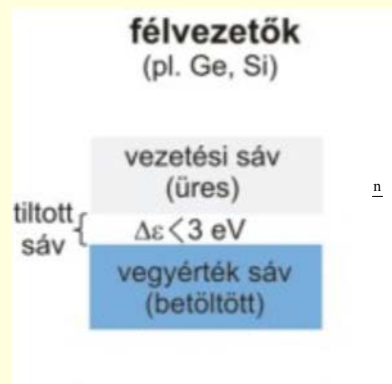 félvezetők
(pl. Ge, Si)
vezetési sáv
(üres)
n
tiltott
sáv
Δε<3 eV
vegyérték sáv
(betöltött)